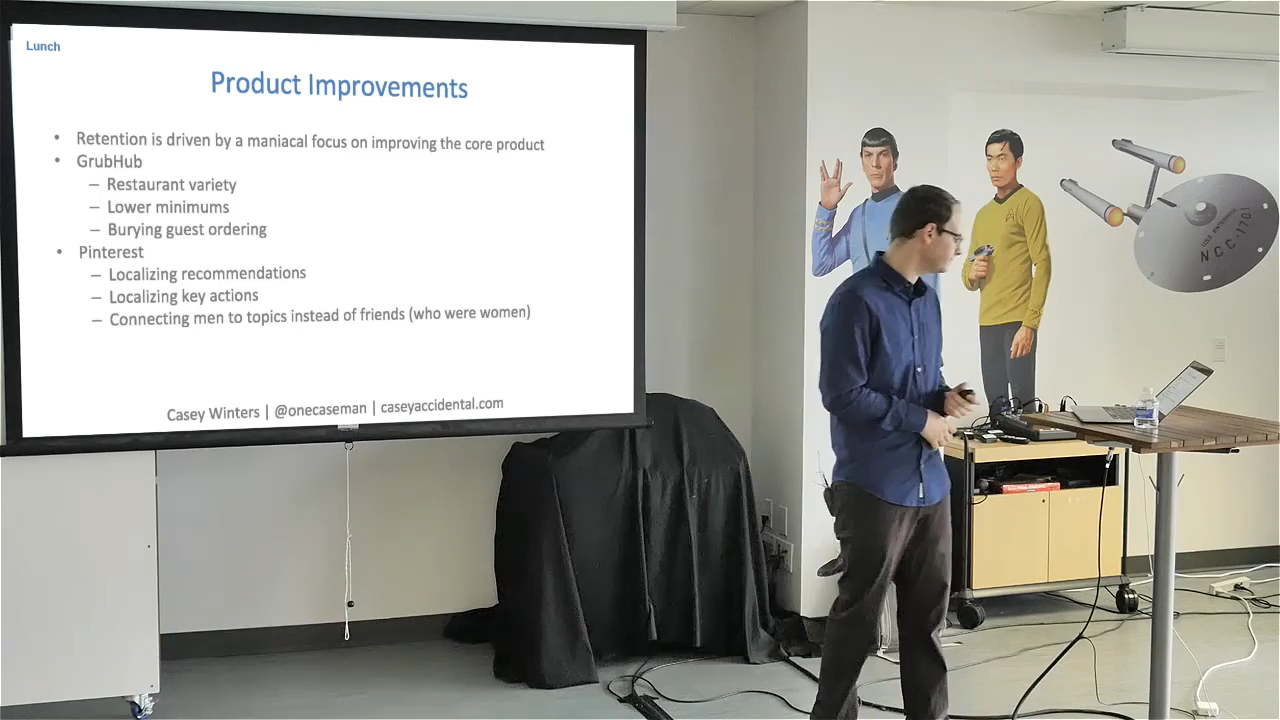 Lunch
Product Improvements
• Retention is driven by a maniacal focus on improving the core product
• GrubHub
– Restaurant variety
– Lower minimums
– Burying guest ordering
• Pinterest
– Localizing recommendations
– Localizing key actions
– Connecting men to topics instead of friends (who were women)
Casey Winters | @onecaseman | caseyaccidental.com
USS ENTERPRISE
NCC-1701